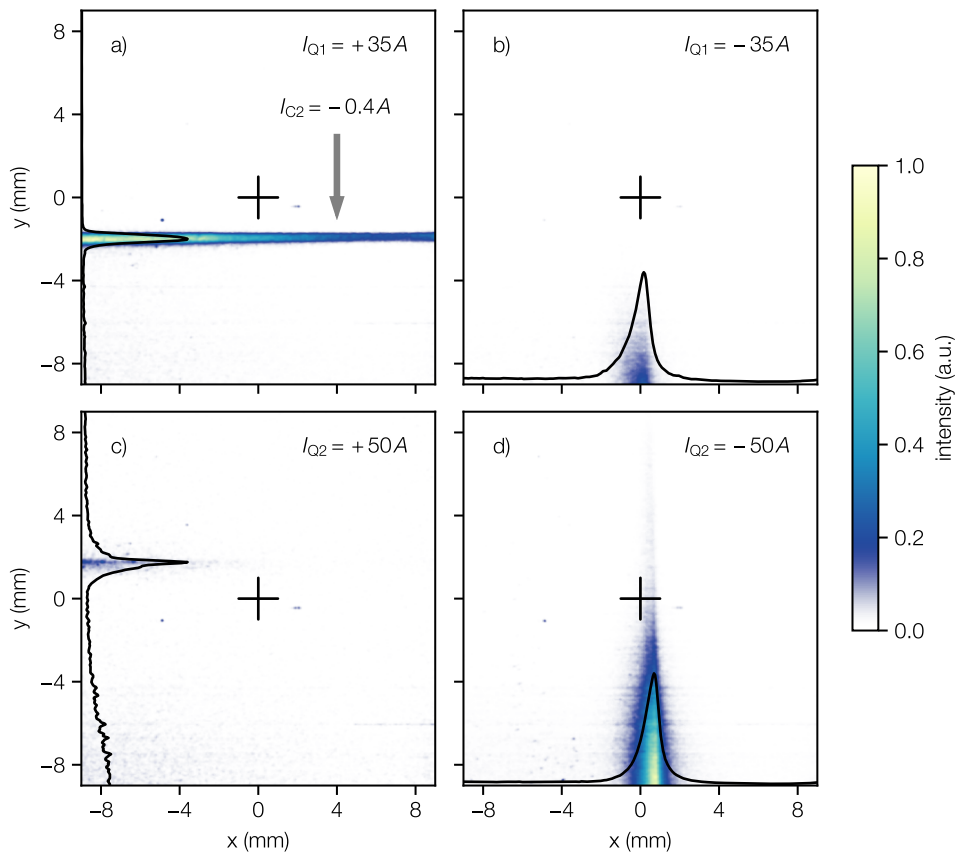 a)
I_Q1 = +35A
I_C2 = −0.4A
b)
I_Q1 = −35A
8
4
0
−4
−8
y (mm)
c)
I_Q2 = +50A
d)
I_Q2 = −50A
8
4
0
−4
−8
y (mm)
−8 −4 0 4 8
x (mm)
−8 −4 0 4 8
x (mm)
1.0
0.8
0.6
0.4
0.2
0.0
intensity (a.u.)